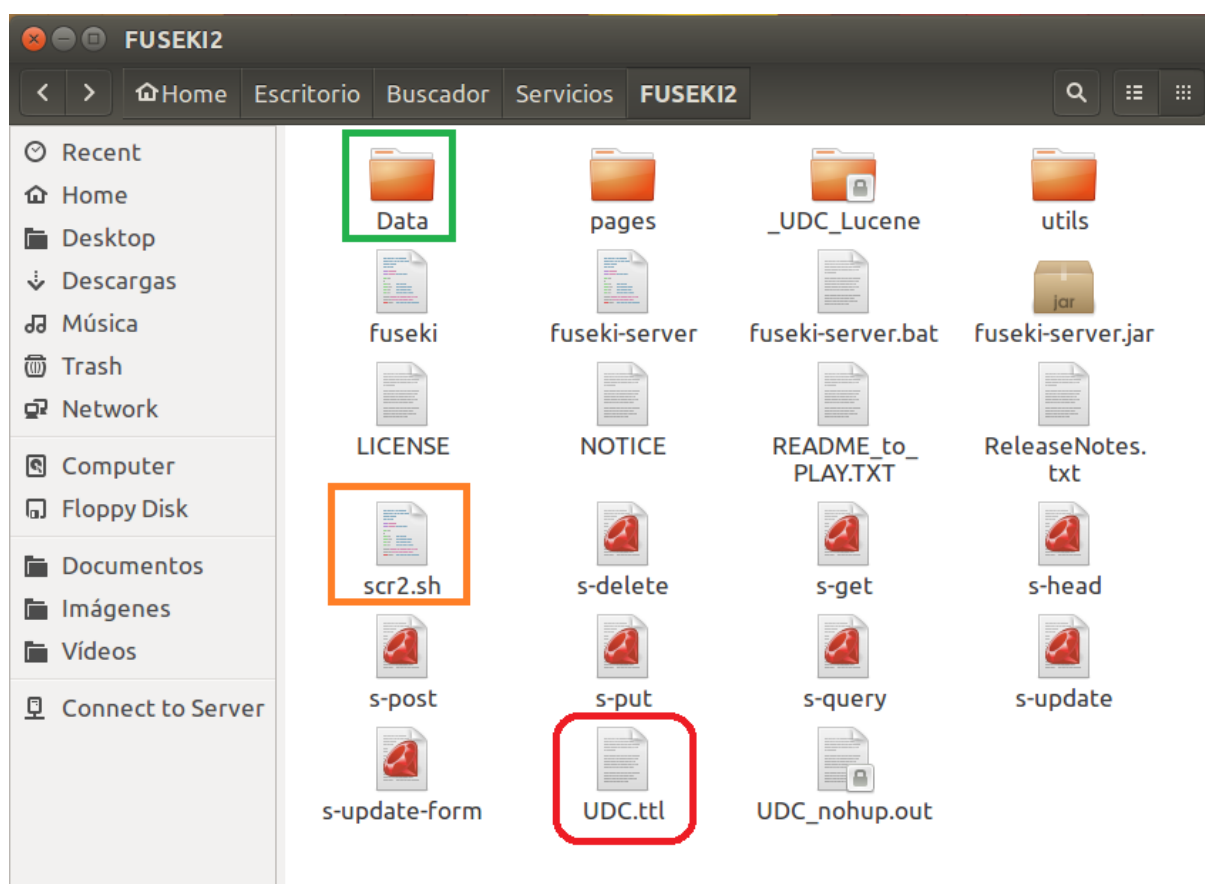 FUSEKI2
Home Escritorio Buscador Servicios FUSEKI2
Recent
Home
Desktop
Descargas
Música
Trash
Network
Computer
Floppy Disk
Documentos
Imágenes
Vídeos
Connect to Server
Data pages _UDC_Lucene utils
fuseki fuseki-server fuseki-server.bat jar fuseki-server.jar
LICENSE NOTICE README_to_ ReleaseNotes.
PLAY.TXT txt
scr2.sh s-delete s-get s-head
s-post s-put s-query s-update
s-update-form UDC.ttl UDC_nohup.out